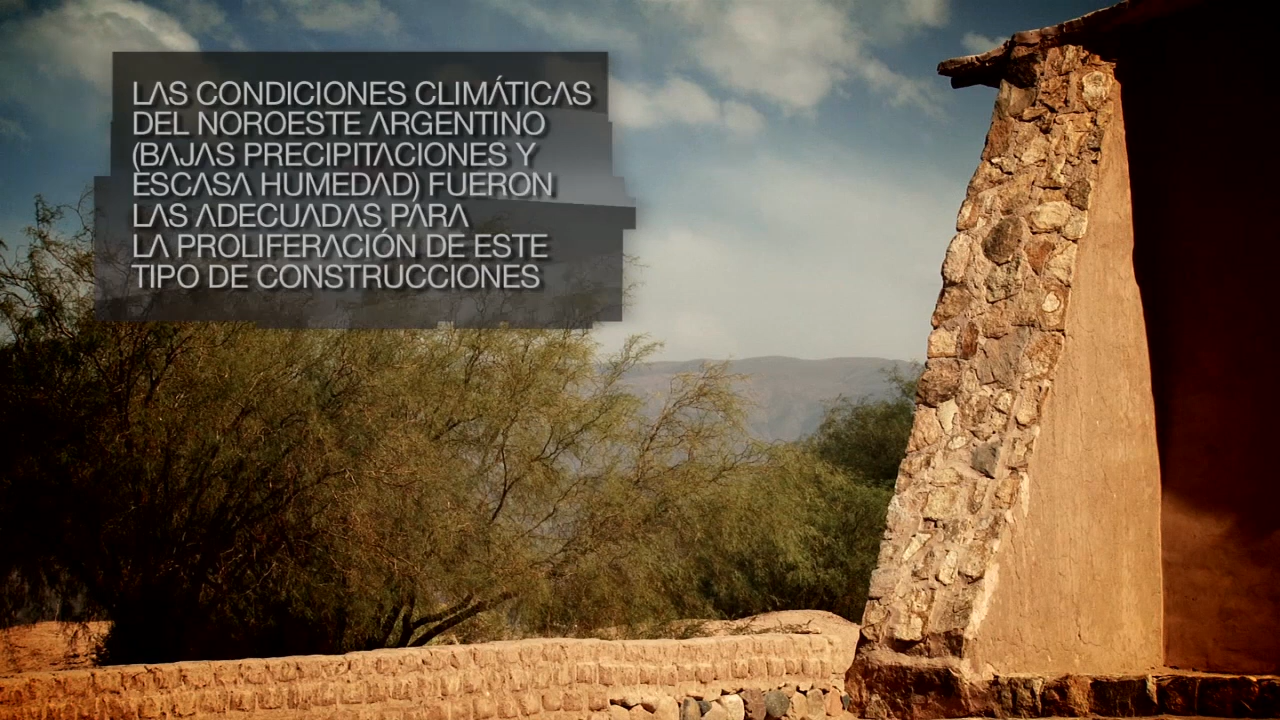 LAS CONDICIONES CLIMÁTICAS
DEL NOROESTE ARGENTINO
(BAJAS PRECIPITACIONES Y
ESCASA HUMEDAD) FUERON
LAS ADECUADAS PARA
LA PROLIFERACIÓN DE ESTE
TIPO DE CONSTRUCCIONES